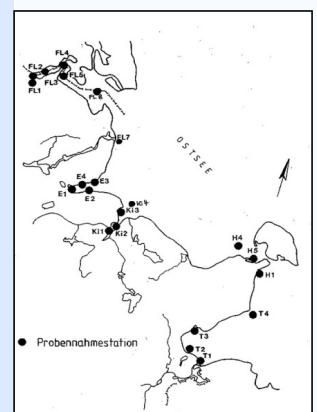 FL4
FL2
FL1
FL3
FL5
FL6
FL7
OSTSEE
E4
E3
E1
E2
Ki3
Ki1
Ki2
H4
H5
H1
T4
T3
T2
T1
Probennahmestation